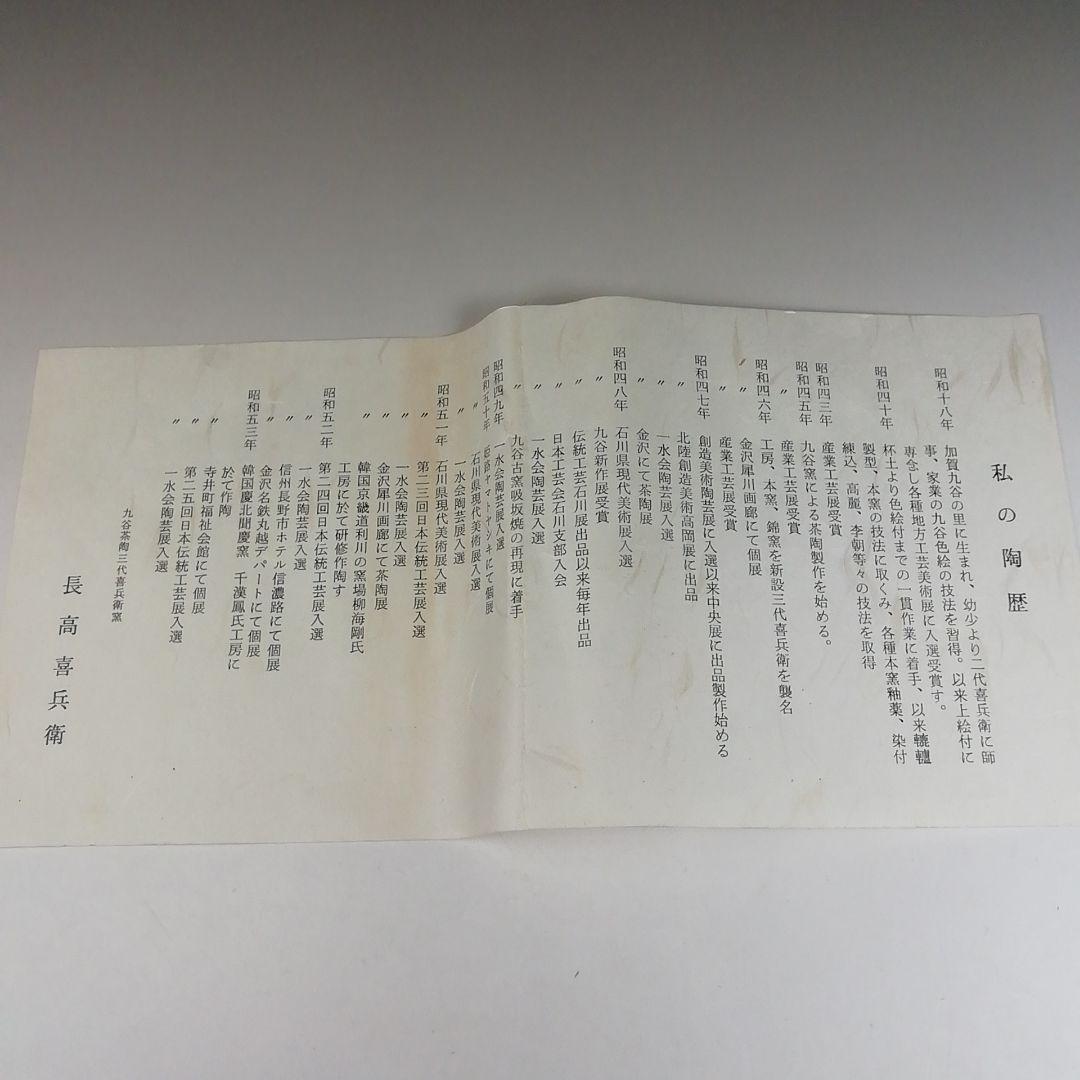 私の陶歴
昭和十八年 加賀九谷の里に生まれ、幼少より二代喜兵衛に師
事、家業の九谷色絵の技法を習得。以来上絵付に
専念し各種地方工芸美術展に入選受賞す。
昭和四十年 杯土より色絵付までの一貫作業に着手、以来轆轤
製型、本窯の技法に取くみ、各種本窯釉薬、染付
練込、高麗、李朝等々の技法を取得
昭和四三年 産業工芸展受賞
昭和四五年 九谷窯による茶陶製作を始める。
〃 産業工芸展受賞
昭和四六年 工房、本窯、錦窯を新設三代喜兵衛を襲名
〃 金沢犀川画廊にて個展
〃 産業工芸展受賞
昭和四七年 創造美術陶芸展に入選以来中央展に出品製作始める
〃 北陸創造美術高岡展に出品
〃 一水会陶芸展入選
〃 金沢にて茶陶展
昭和四八年 石川県現代美術展入選
〃 九谷新作展受賞
〃 伝統工芸石川展出品以来毎年出品
〃 日本工芸会石川支部入会
〃 一水会陶芸展入選
〃 九谷古窯吸坂焼の再現に着手
昭和四九年 一水会陶芸展入選
昭和五十年 姫路ヤマトヤシキにて個展
〃 石川県現代美術展入選
〃 一水会陶芸展入選
昭和五一年 石川県現代美術展入選
〃 第二三回日本伝統工芸展入選
〃 一水会陶芸展入選
〃 金沢犀川画廊にて茶陶展
〃 韓国京畿道利川の窯場柳海剛氏
工房に於て研修作陶す
昭和五二年 第二四回日本伝統工芸展入選
〃 一水会陶芸展入選
〃 信州長野市ホテル信濃路にて個展
〃 金沢名鉄丸越デパートにて個展
昭和五三年 韓国慶北聞慶窯 千漢鳳氏工房に
於て作陶
〃 寺井町福祉会館にて個展
〃 第二五回日本伝統工芸展入選
〃 一水会陶芸展入選
九谷茶陶三代喜兵衛窯
長高喜兵衛